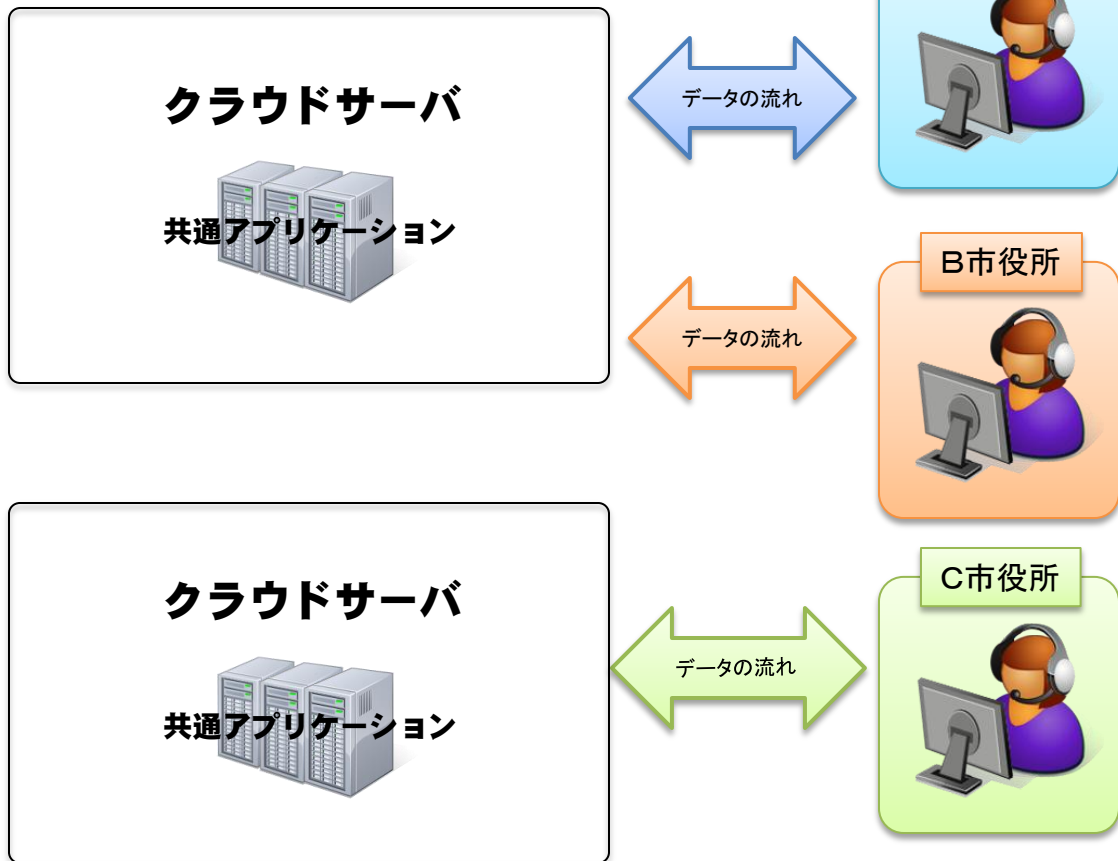 クラウドサーバ
共通アプリケーション
データの流れ
B市役所
データの流れ
クラウドサーバ
共通アプリケーション
C市役所
データの流れ